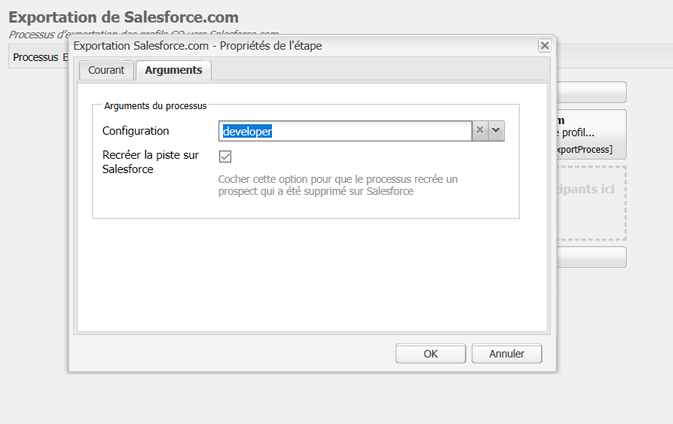 Exportation de Salesforce.com
Processus d'exportation des profils CQ vers Salesforce.com
Processus E
Exportation Salesforce.com - Propriétés de l'étape
Courant
Arguments
Arguments du processus
Configuration
developer
Recréer la piste sur
Salesforce
Cocher cette option pour que le processus recrée un
prospect qui a été supprimé sur Salesforce
m
profil...
xportProcess]
cipants ici
OK
Annuler